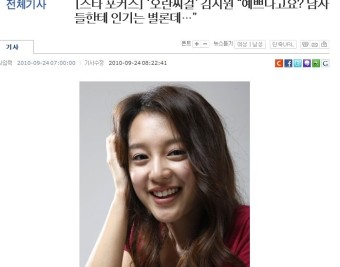 전체기사
[스타 포커스] '오란씨걸' 김지원 "예쁘다고요? 남자
들한테 인기는 별론데…"
기사
폰트 + − 뉴스듣기 여성 | 남성 단축URL
입력 2010-09-24 07:00:00 | 기사수정 2010-09-24 08:22:41